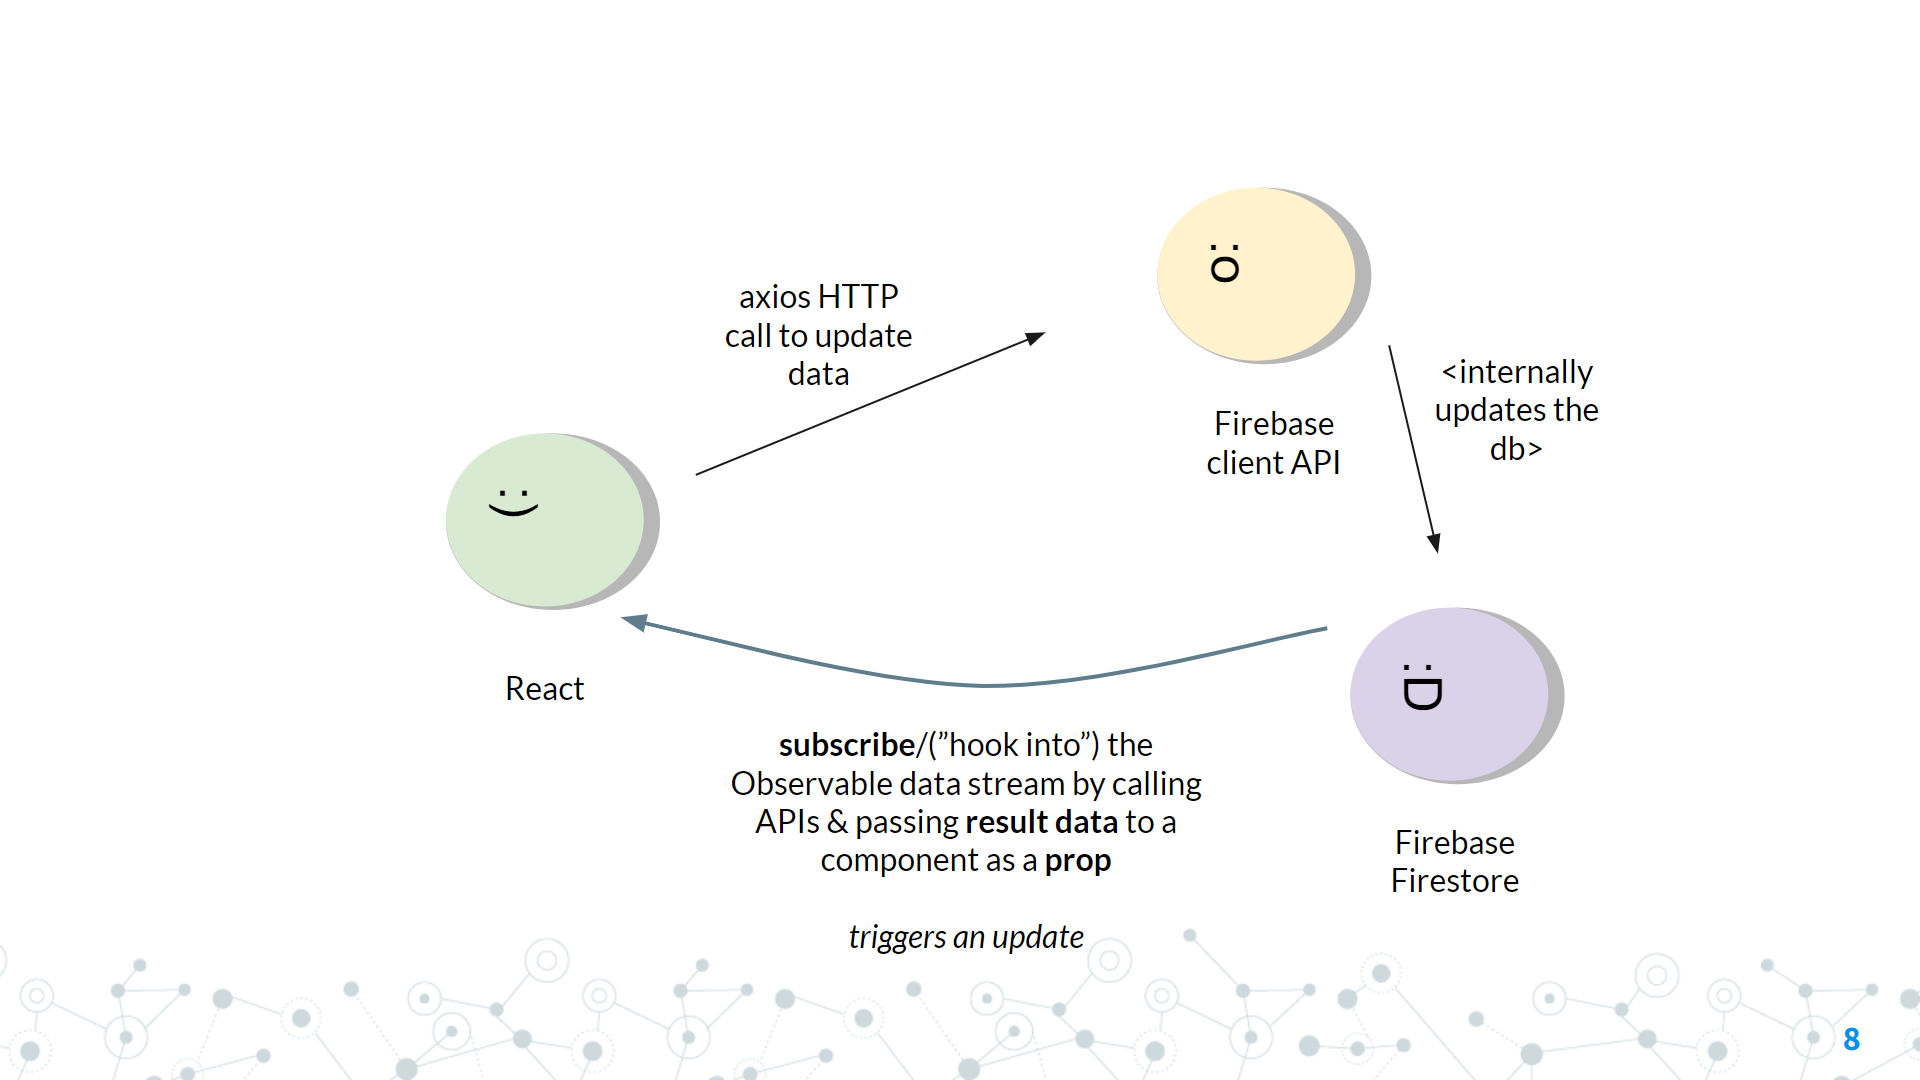 axios HTTP
call to update
data
:)
:o
Firebase
client API
<internally
updates the
db>
React
:D
subscribe/(”hook into”) the
Observable data stream by calling
APIs & passing result data to a
component as a prop
triggers an update
Firebase
Firestore
8